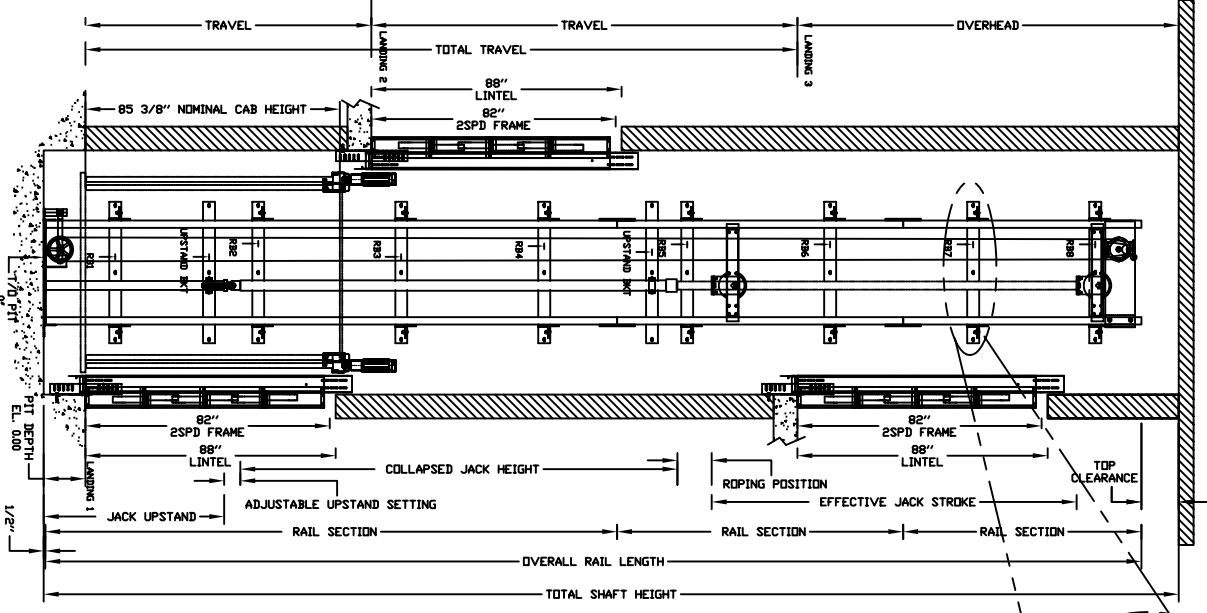 TRAVEL
TRAVEL
OVERHEAD
TOTAL TRAVEL
LANDING 2
LANDING 3
88"
LINTEL
85 3/8" NOMINAL CAB HEIGHT
82"
2SPD FRAME
RB1
UPSTAND BKT
RB2
RB3
RB4
UPSTAND BKT
RB5
RB6
RB7
RB8
T/O PIT
PIT DEPTH
EL. 0.00
LANDING 1
82"
2SPD FRAME
88"
LINTEL
82"
2SPD FRAME
88"
LINTEL
COLLAPSED JACK HEIGHT
ROPING POSITION
TOP
CLEARANCE
ADJUSTABLE UPSTAND SETTING
EFFECTIVE JACK STROKE
JACK UPSTAND
1/2"
RAIL SECTION
RAIL SECTION
RAIL SECTION
OVERALL RAIL LENGTH
TOTAL SHAFT HEIGHT